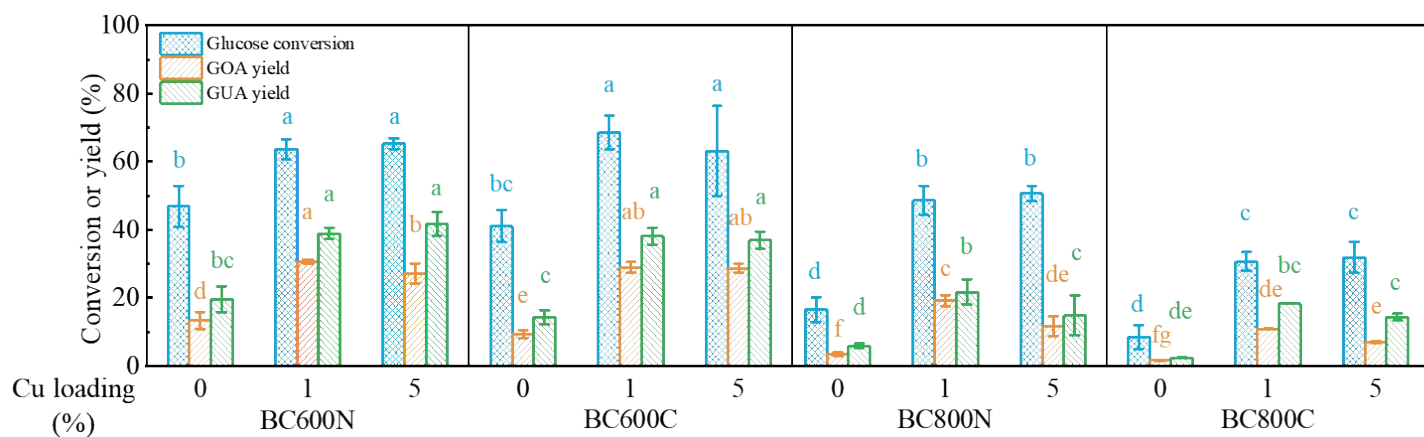 100
80
60
40
20
0
Conversion or yield (%)
Glucose conversion
GOA yield
GUA yield
b
d
bc
a
a
a
a
b
a
bc
e
c
a
ab
a
a
ab
a
d
f
d
b
c
b
b
de
c
d
fg
de
c
de
bc
c
e
c
Cu loading 0 1 5 0 1 5 0 1 5 0 1 5
(%) BC600N BC600C BC800N BC800C